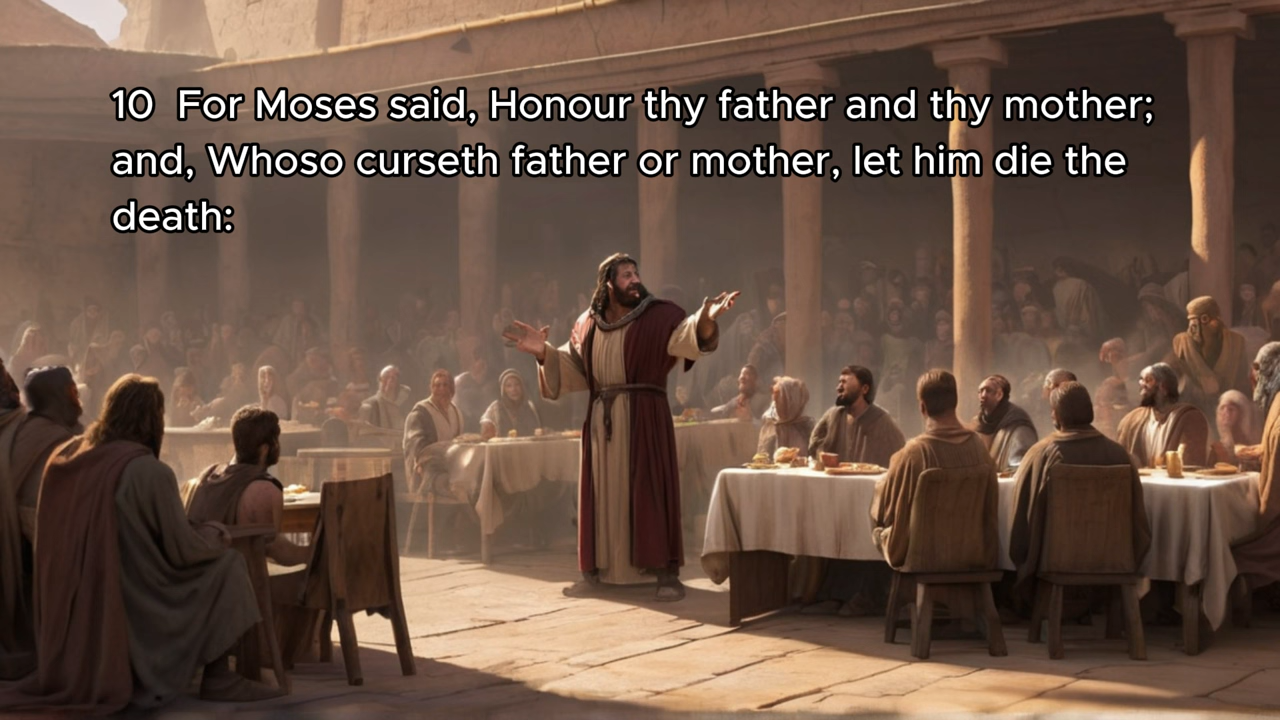 10  For Moses said, Honour thy father and thy mother;
and, Whoso curseth father or mother, let him die the
death: